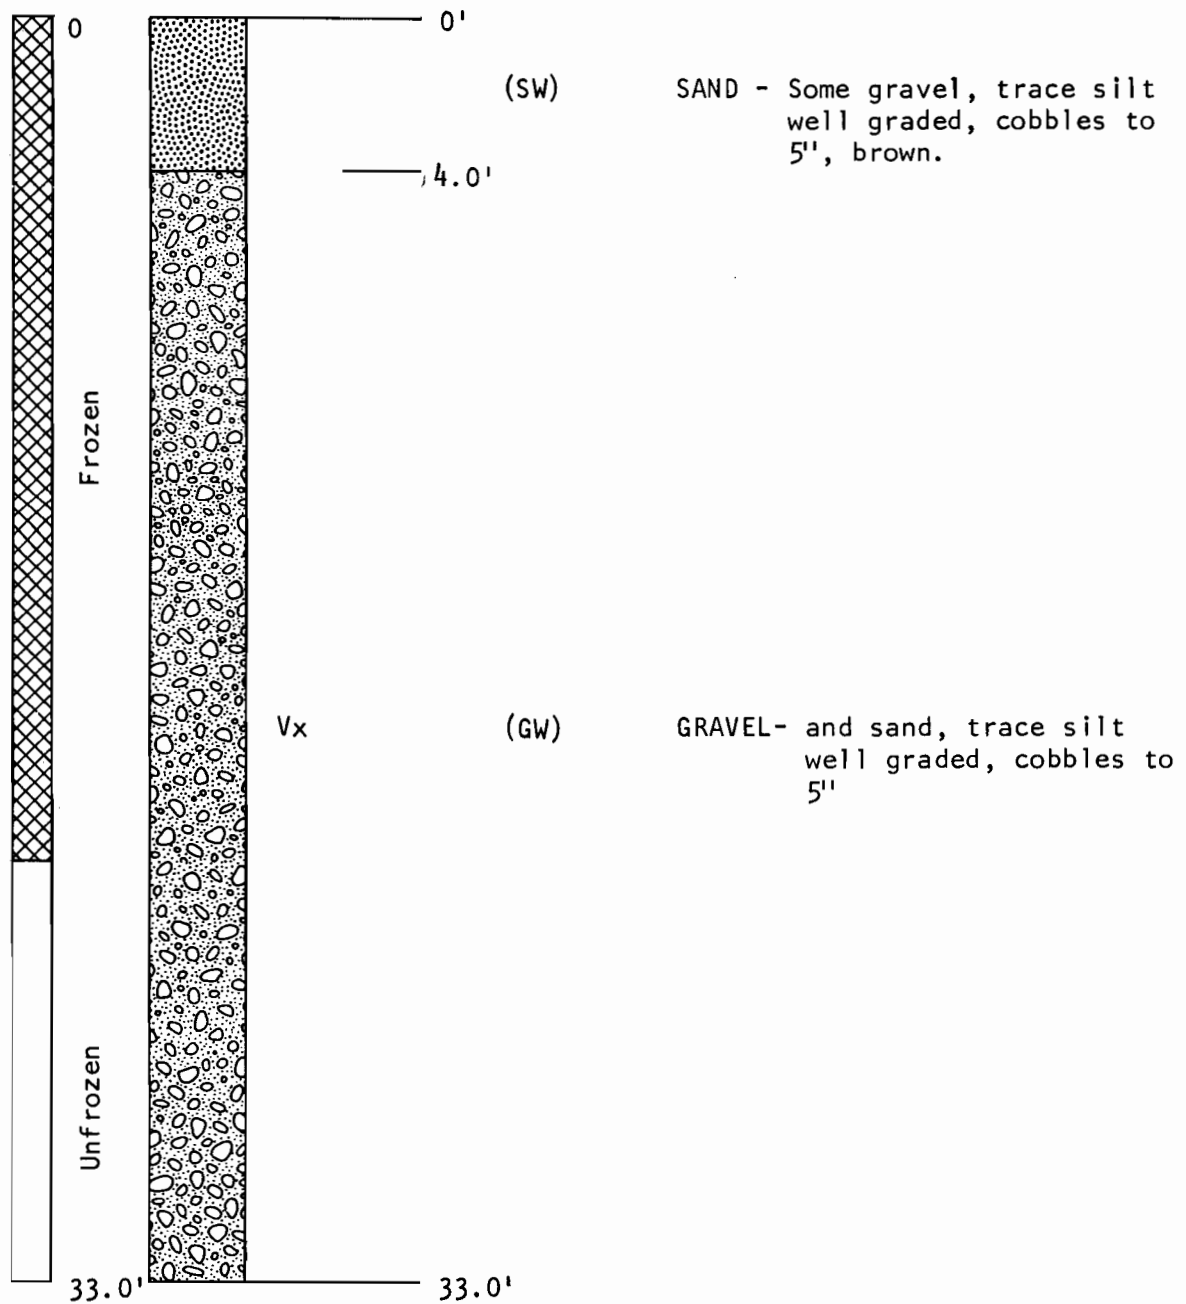 0
0'
(SW)
SAND - Some gravel, trace silt
well graded, cobbles to
5", brown.
4.0'
Frozen
Vx
(GW)
GRAVEL- and sand, trace silt
well graded, cobbles to
5"
Unfrozen
33.0'
33.0'